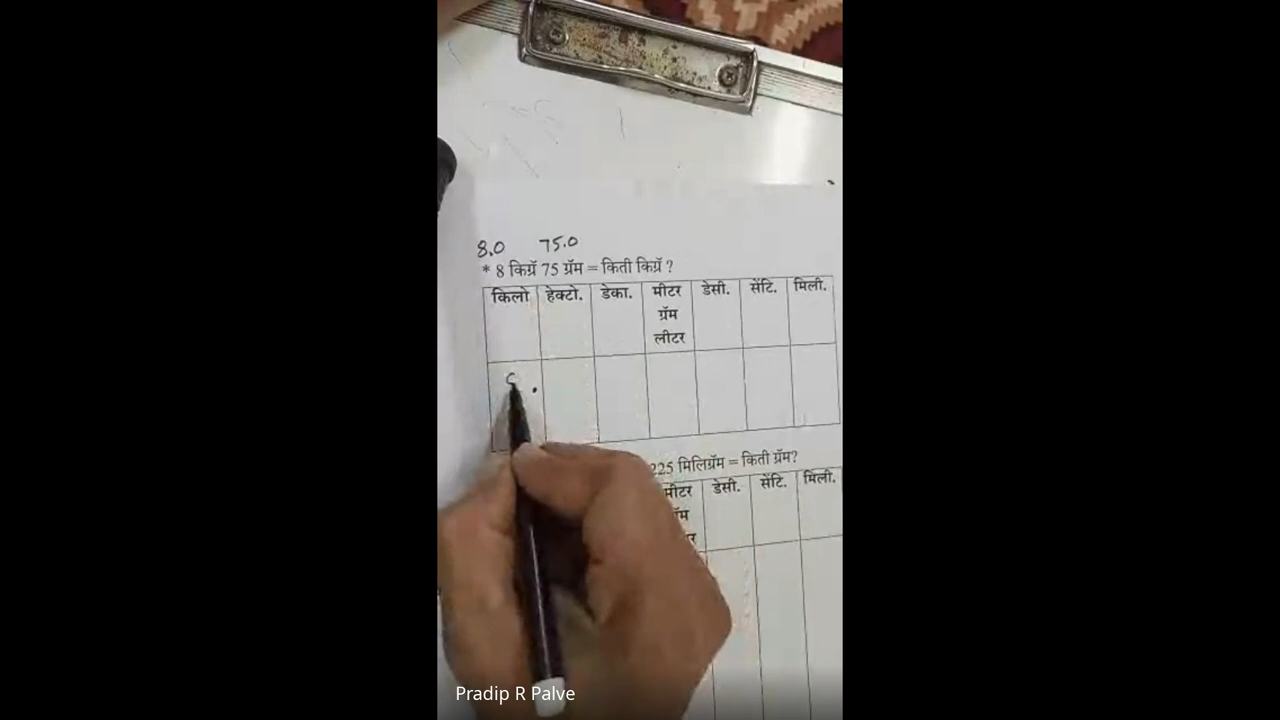 8.0 75.0
* 8 किग्रॅ 75 ग्रॅम = किती किग्रॅ ?
किलो हेक्टो. डेका. मीटर ग्रॅम लीटर डेसी. सेंटि. मिली.
.
225 मिलिग्रॅम = किती ग्रॅम?
मीटर डेसी. सेंटि. मिली.
Pradip R Palve